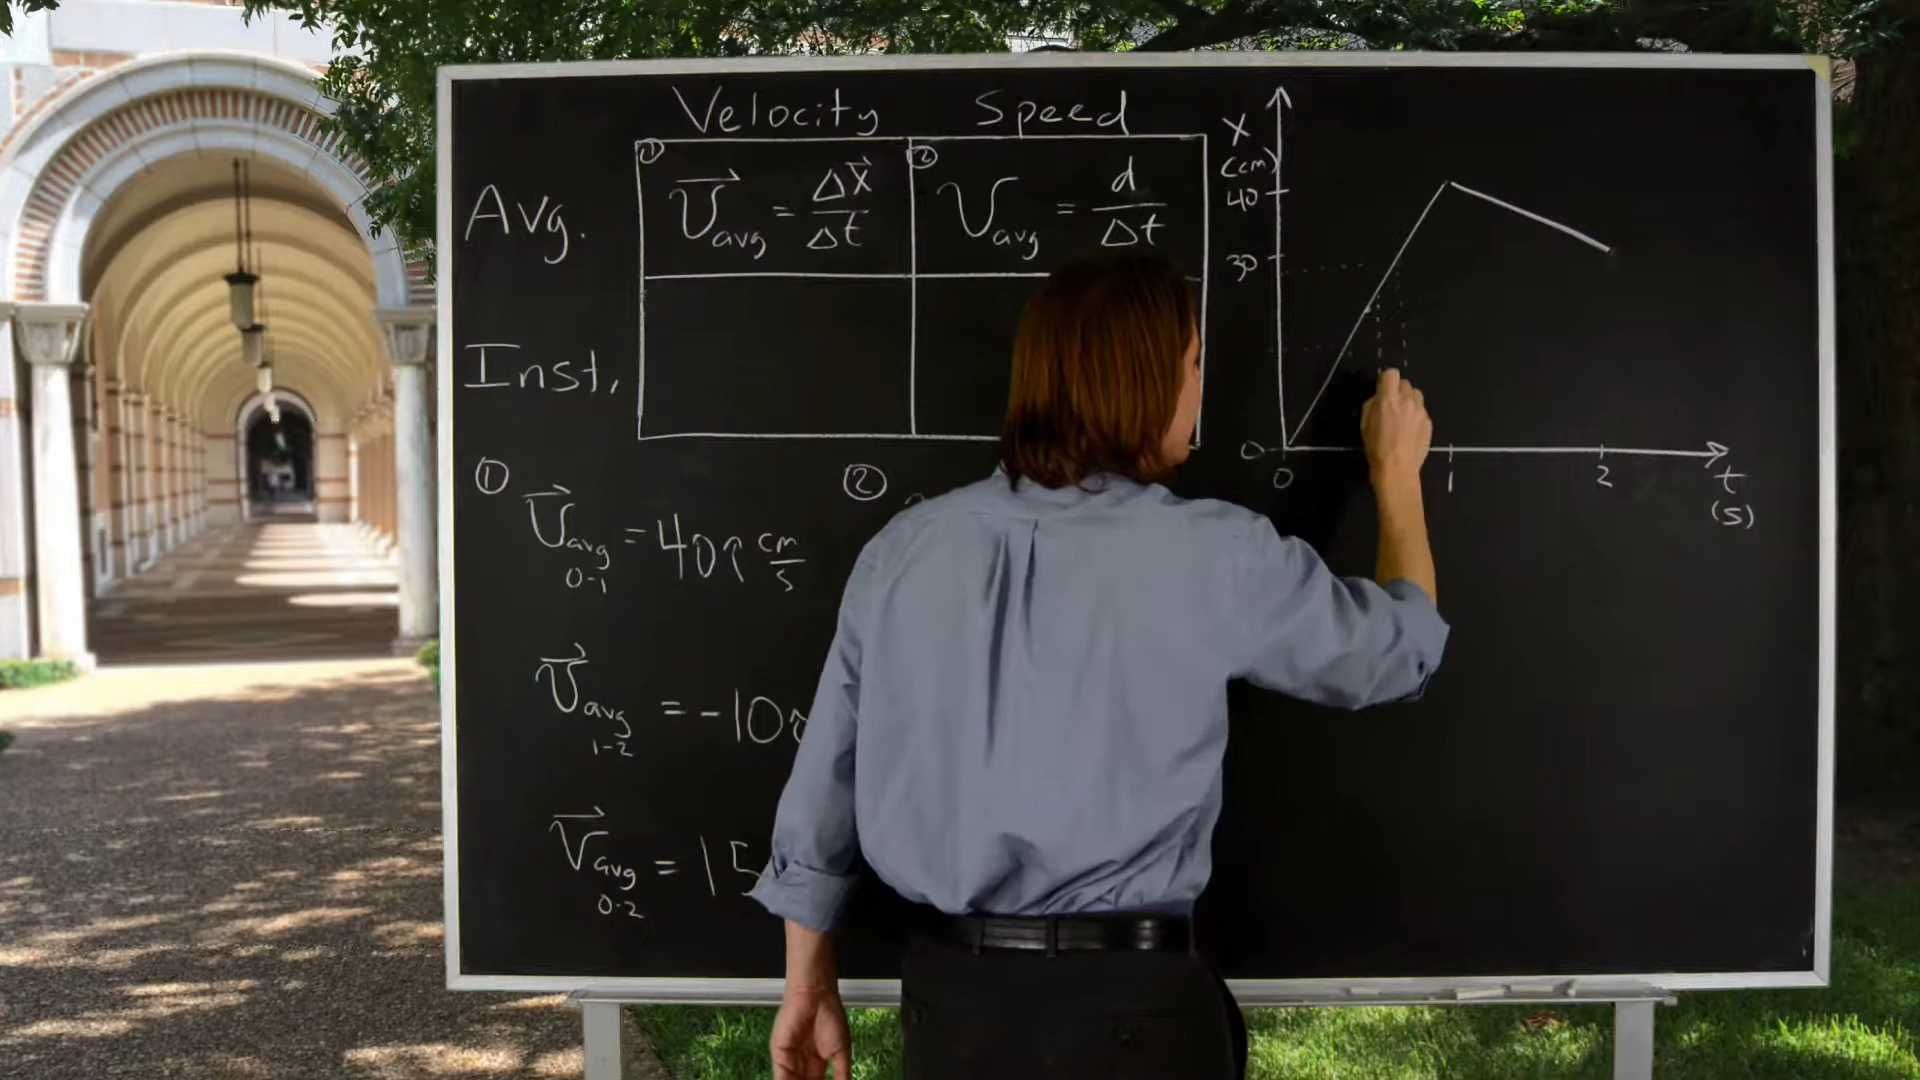 Velocity Speed
Avg.
① v⃗avg = Δx⃗/Δt
② vavg = d/Δt
Inst.
① v⃗avg 0-1 = 40π cm/s
v⃗avg 1-2 = -10
v⃗avg 0-2 = 15
②
x
(cm)
40
30
0
0 1 2 t
(s)